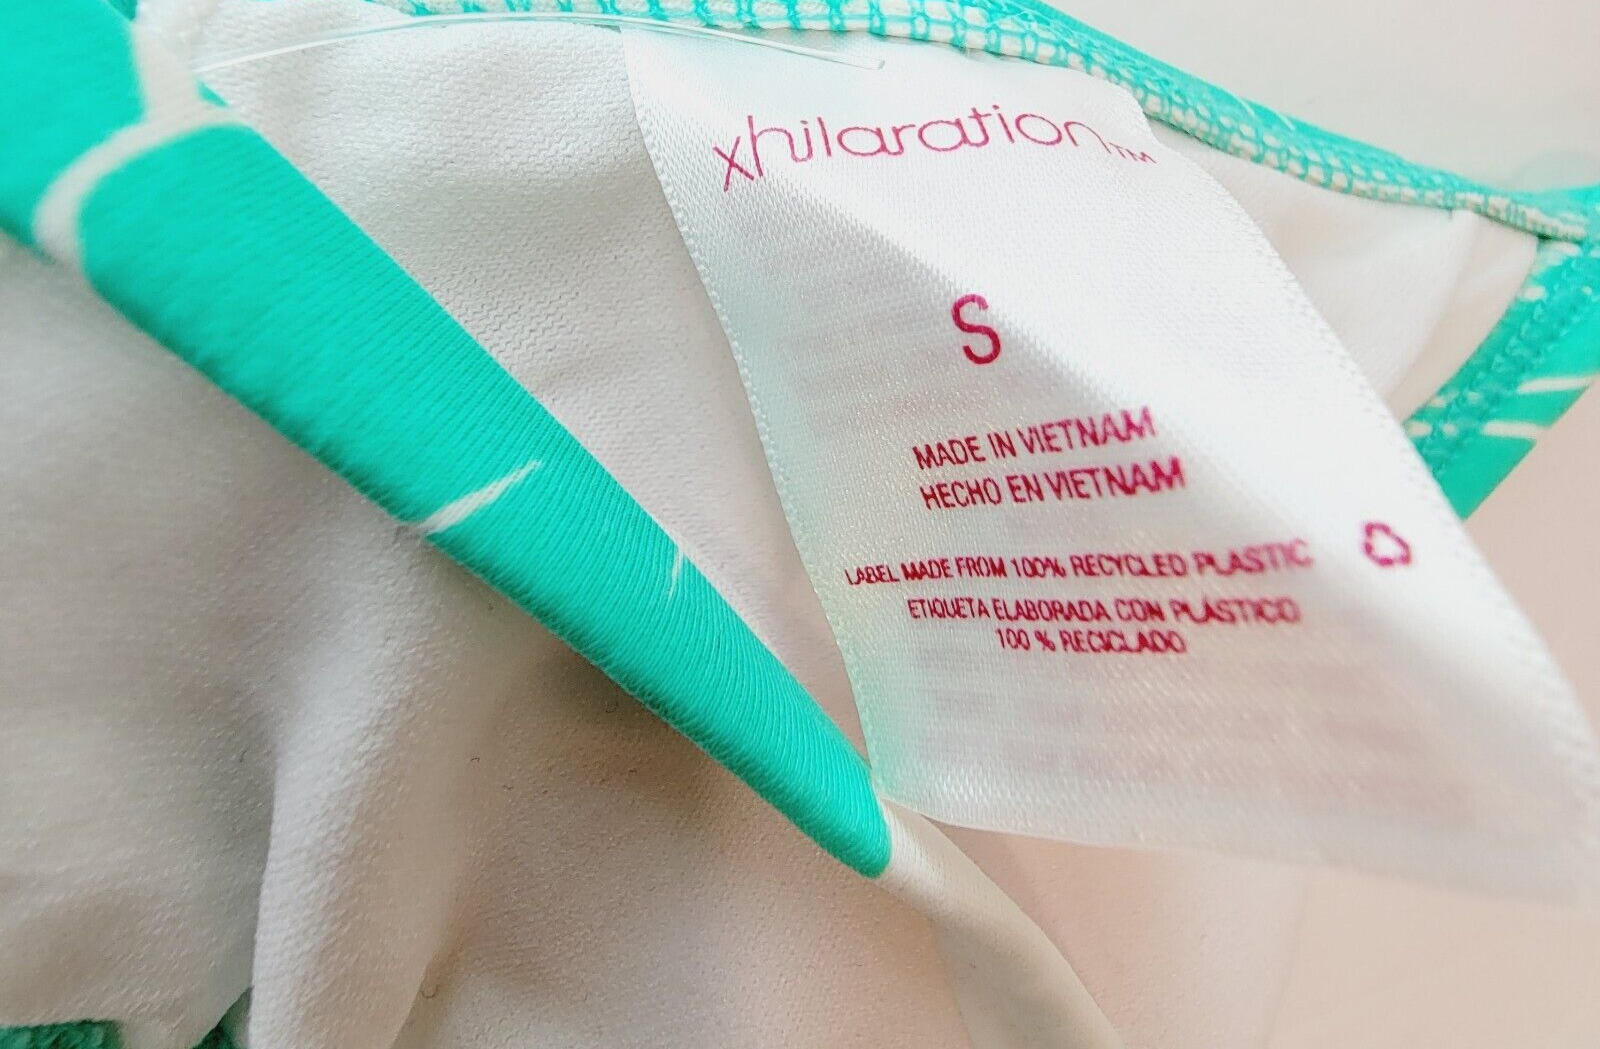 xhilaration™
S
MADE IN VIETNAM
HECHO EN VIETNAM
LABEL MADE FROM 100% RECYCLED PLASTIC
ETIQUETA ELABORADA CON PLÁSTICO
100 % RECICLADO